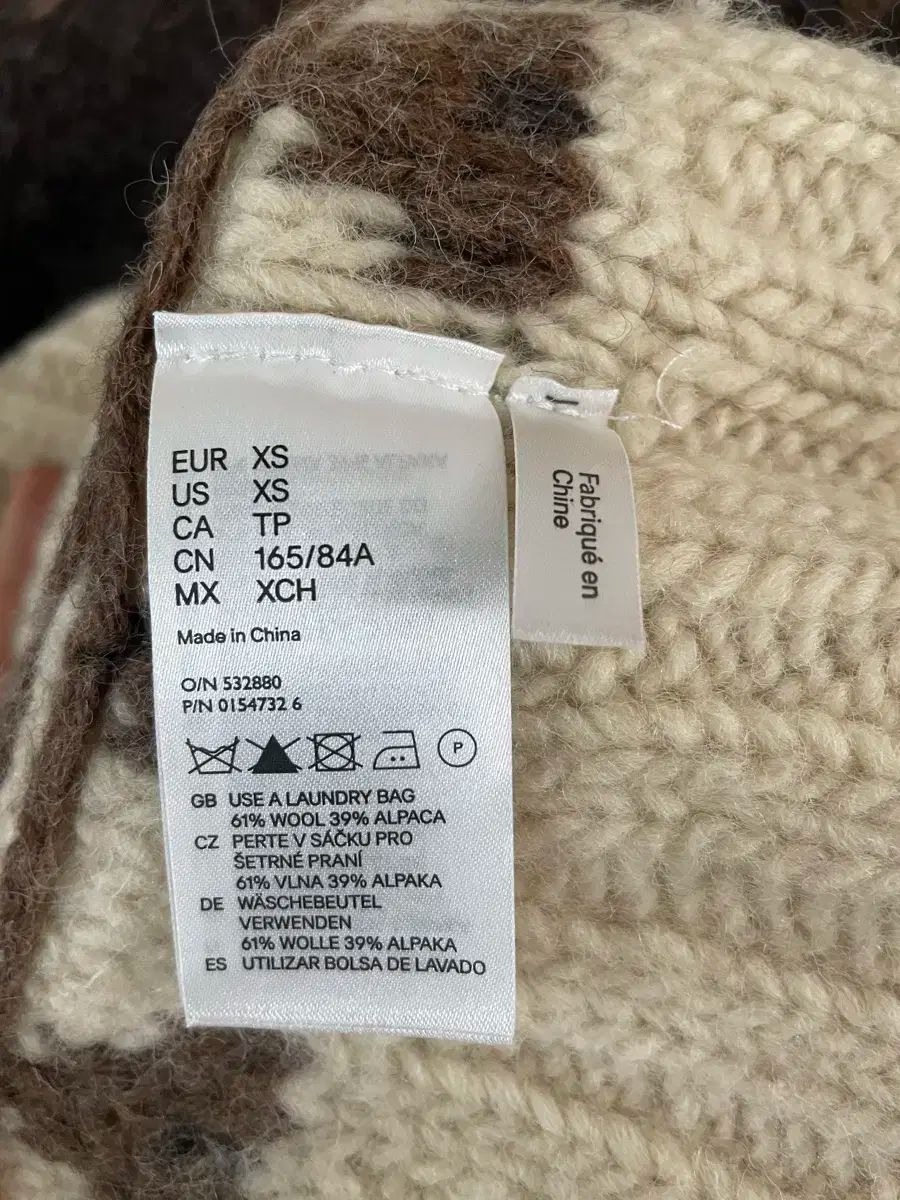 EUR XS
US XS
CA TP
CN 165/84A
MX XCH
Made in China
O/N 532880
P/N 0154732 6
P
GB USE A LAUNDRY BAG
61% WOOL 39% ALPACA
CZ PERTE V SÁČKU PRO
ŠETRNÉ PRANÍ
61% VLNA 39% ALPAKA
DE WÄSCHEBEUTEL
VERWENDEN
61% WOLLE 39% ALPAKA
ES UTILIZAR BOLSA DE LAVADO
Fabriqué en
Chine